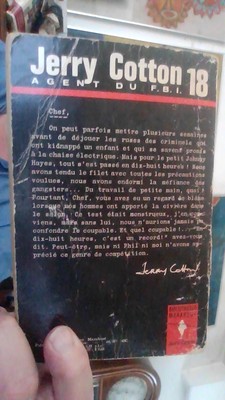 Jerry Cotton 18
AGENT DU F.B.I.
Chef,
On peut parfois mettre plusieurs semaines
avant de déjouer les ruses des criminels qui
ont kidnappé un enfant et qui se savent promis
à la chaise électrique. Mais pour le petit Johnny
Hayes, tout s'est passé en dix-huit heures ! Nous
avons tendu le filet avec toutes les précautions
voulues, nous avons endormi la méfiance des
gangsters... Du travail de petite main, quoi !
Pourtant, Chef, vous avez eu un regard de
lorsque nos hommes ont apporté la civière dans
le salon. Ce test était monstrueux, j'en
viens, mais sans lui, nous n'aurions jamais pu
confondre le coupable. Et quel coupable !...
dix-huit heures, c'est un record! avez-vous
dit. Peut-être, mais ni Phil ni moi n'avons
précié ce genre de compétition.
Jerry Cotton